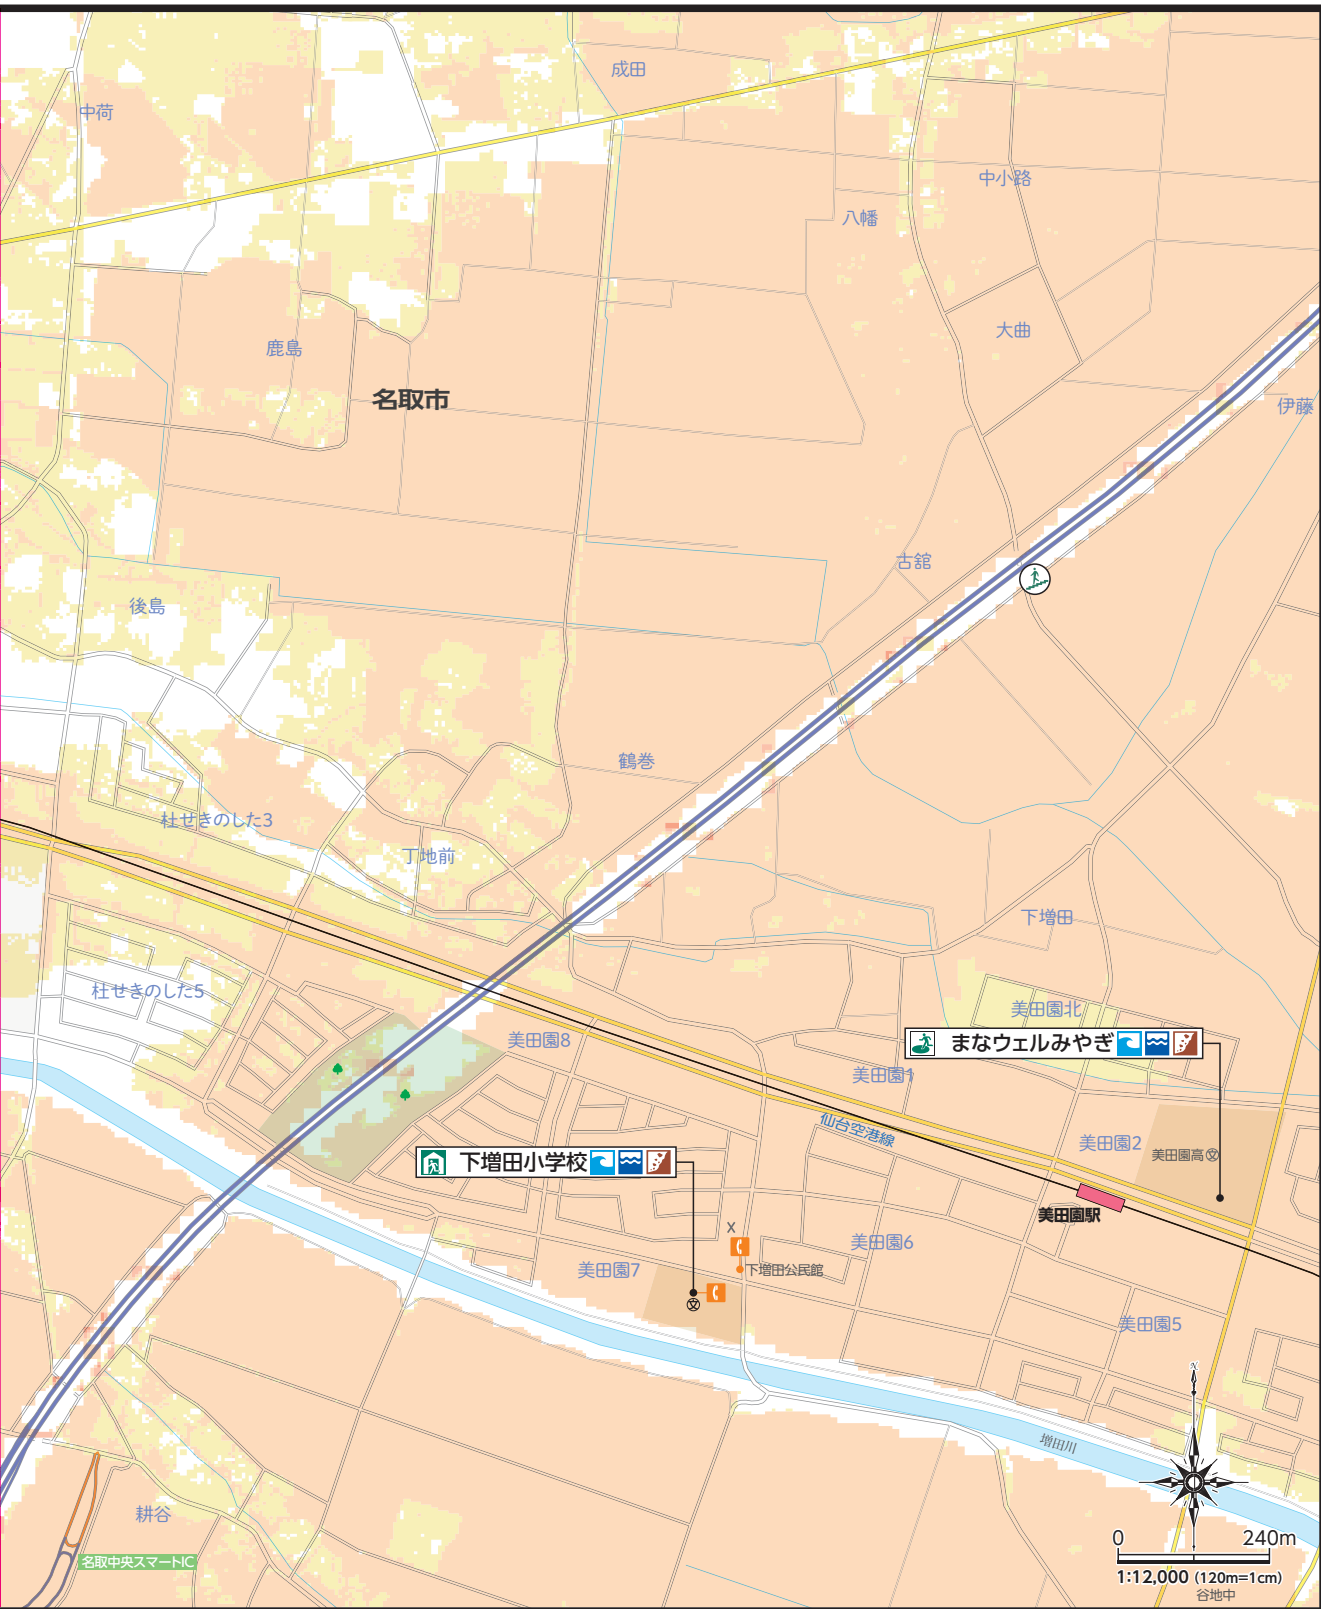 成田
中荷
中小路
八幡
大曲
鹿島
名取市
伊藤
古舘
後島
鶴巻
杜せきのした3
丁地前
下増田
杜せきのした5
美田園北
美田園8
まなウェルみやぎ
美田園1
仙台空港線
美田園2
美田園高
文
下増田小学校
美田園駅
X
美田園6
下増田公民館
美田園7
文
美田園5
N
増田川
耕谷
名取中央スマートIC
0 240m
1:12,000 (120m=1cm)
谷地中